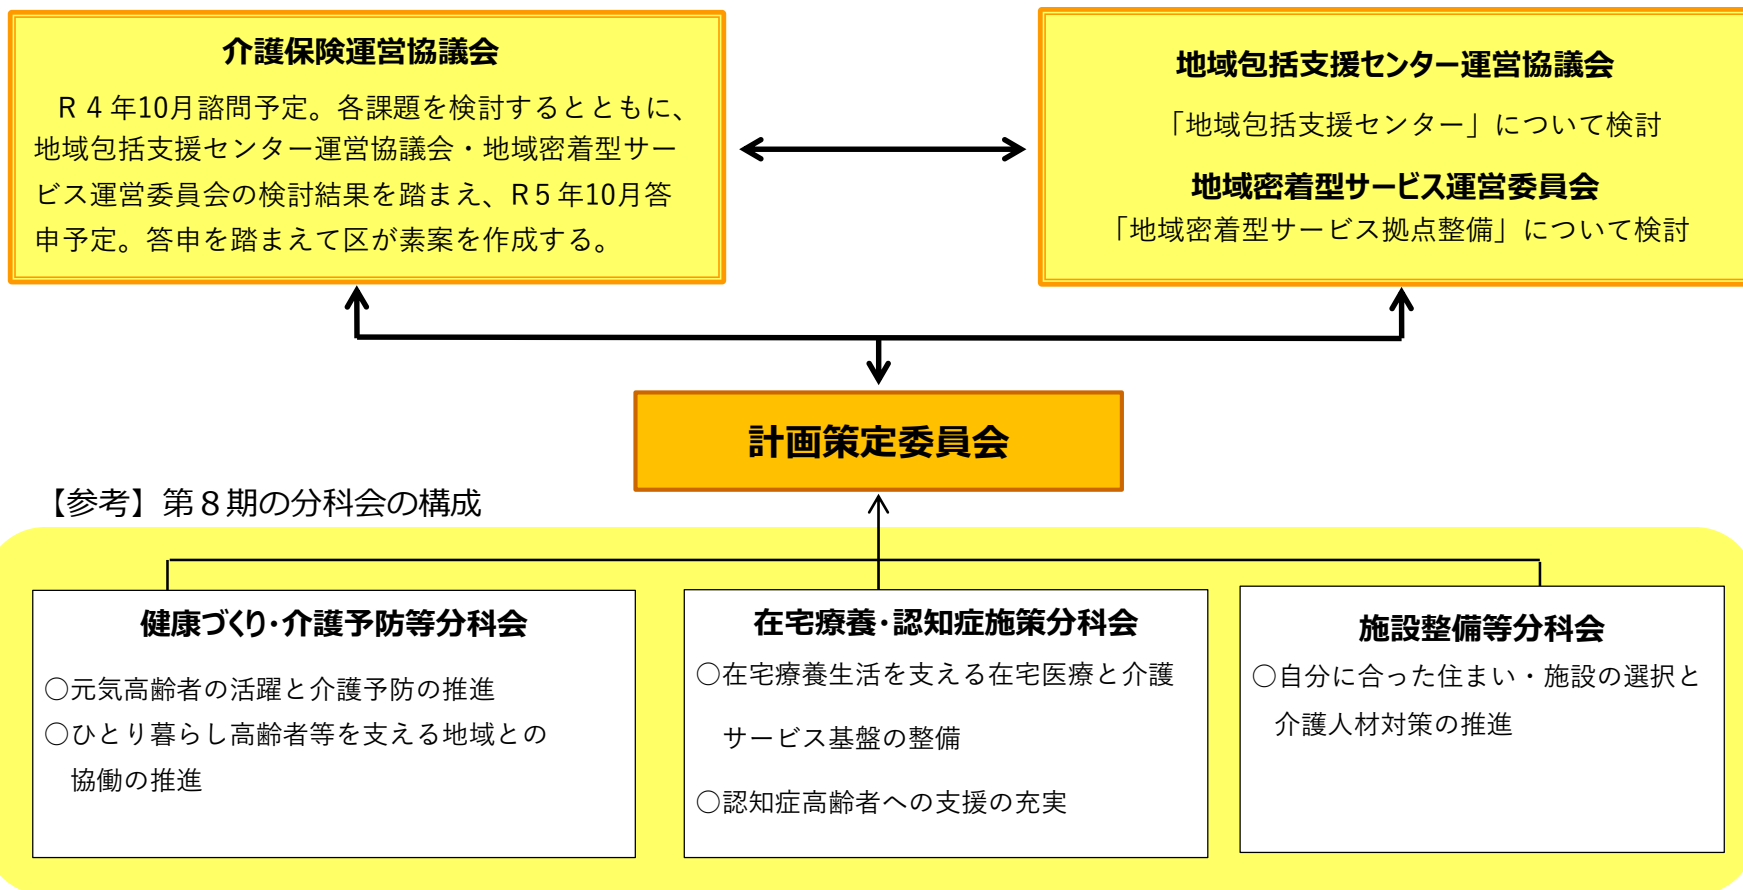 介護保険運営協議会
R４年10月諮問予定。各課題を検討するとともに、
地域包括支援センター運営協議会・地域密着型サー
ビス運営委員会の検討結果を踏まえ、R５年10月答
申予定。答申を踏まえて区が素案を作成する。
地域包括支援センター運営協議会
「地域包括支援センター」について検討
地域密着型サービス運営委員会
「地域密着型サービス拠点整備」について検討
計画策定委員会
【参考】第８期の分科会の構成
健康づくり・介護予防等分科会
○元気高齢者の活躍と介護予防の推進
○ひとり暮らし高齢者等を支える地域との
協働の推進
在宅療養・認知症施策分科会
○在宅療養生活を支える在宅医療と介護
サービス基盤の整備
○認知症高齢者への支援の充実
施設整備等分科会
○自分に合った住まい・施設の選択と
介護人材対策の推進